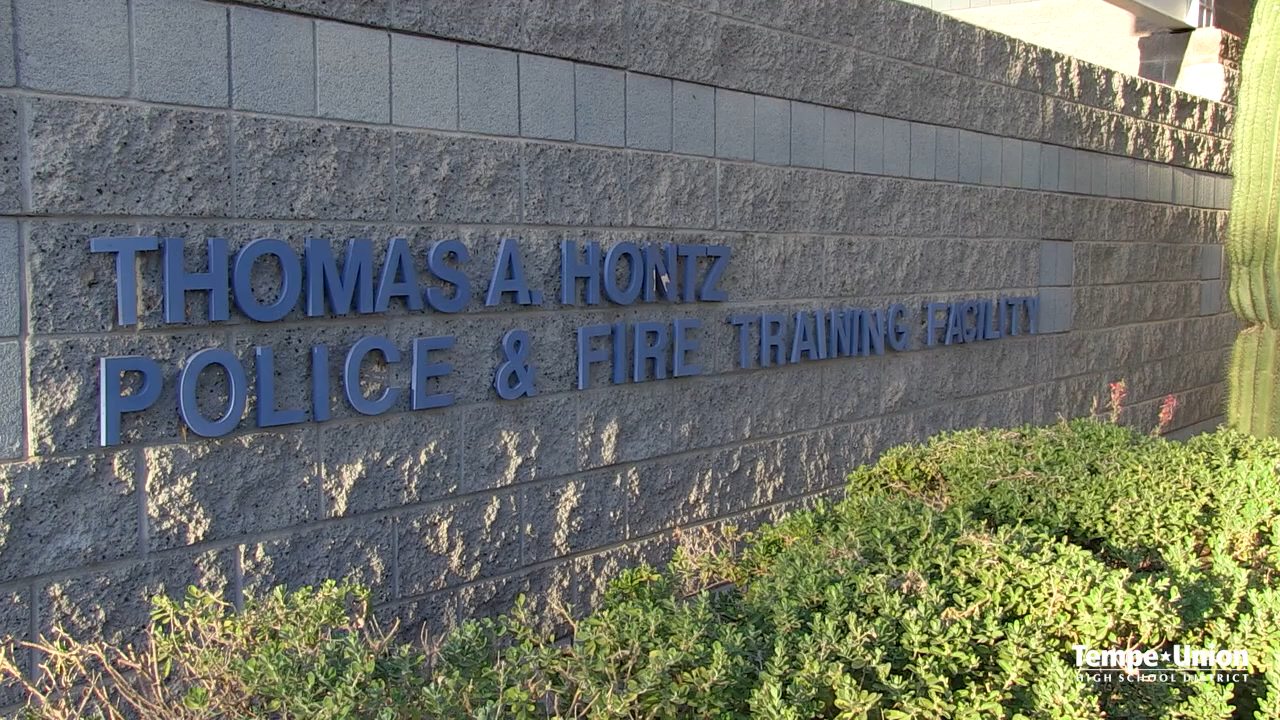 THOMAS A. HONTZ
POLICE & FIRE TRAINING FACILITY
Tempe★Union
HIGH SCHOOL DISTRICT